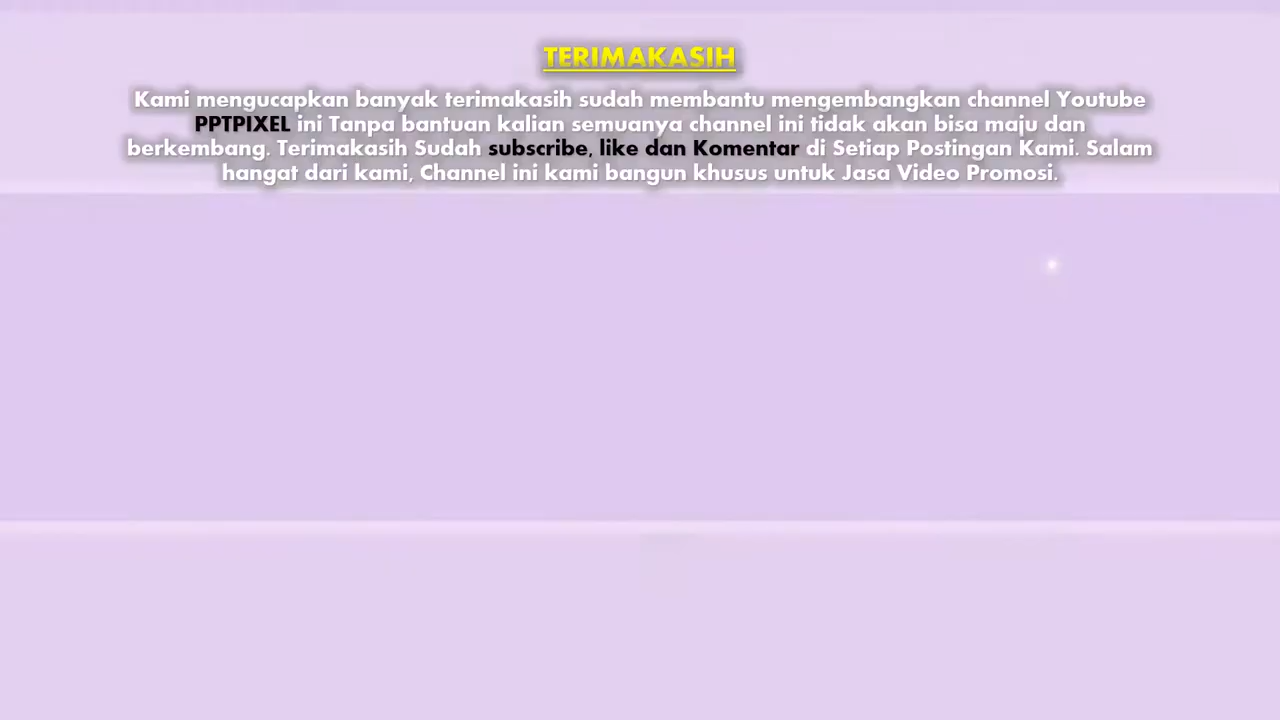 TERIMAKASIH
Kami mengucapkan banyak terimakasih sudah membantu mengembangkan channel Youtube
PPTPIXEL ini Tanpa bantuan kalian semuanya channel ini tidak akan bisa maju dan
berkembang. Terimakasih Sudah subscribe, like dan Komentar di Setiap Postingan Kami. Salam
hangat dari kami, Channel ini kami bangun khusus untuk Jasa Video Promosi.